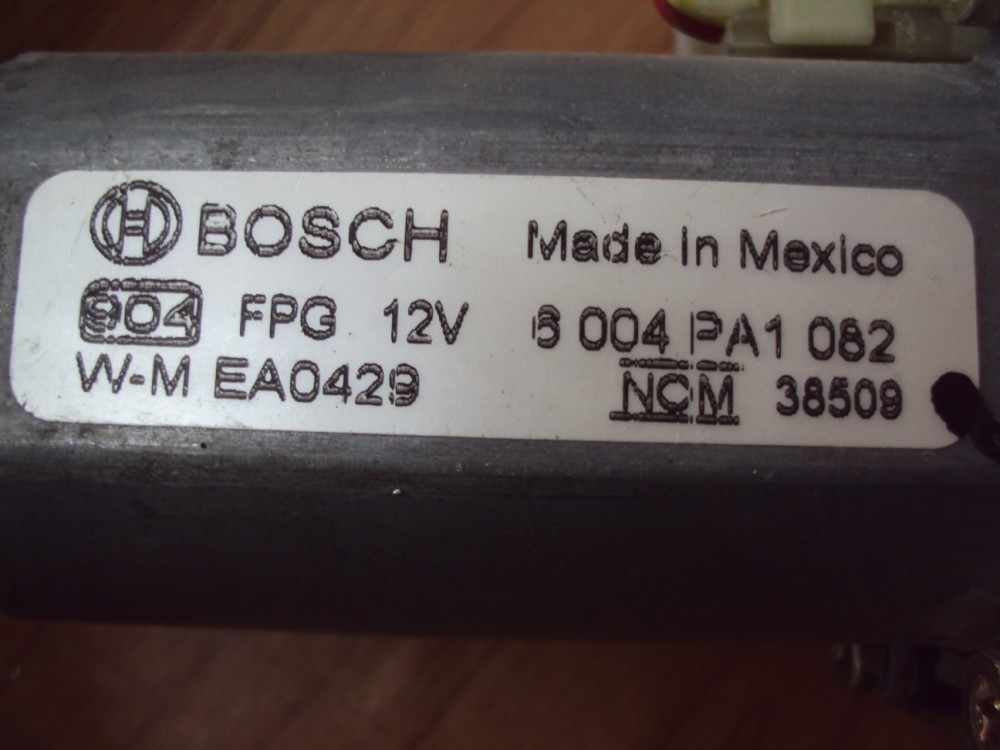 BOSCH Made in Mexico
904 FPG 12V 6 004 PA1 082
W-M EA0429 NCM 38509